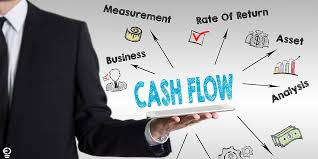 Measurement
Rate Of Return
Asset
Business
CASH FLOW
Analysis